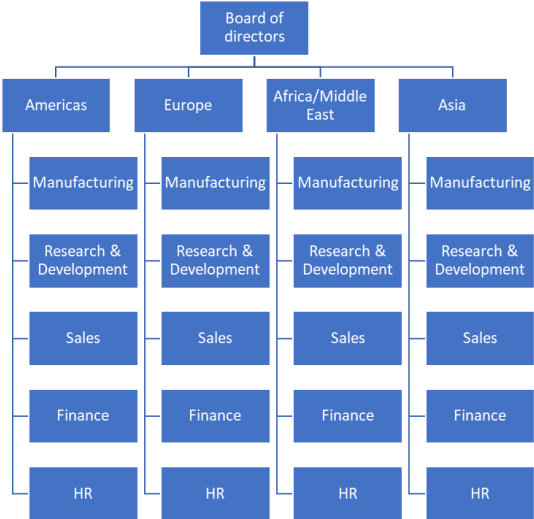 Board of
directors
Americas
Europe
Africa/Middle
East
Asia
Manufacturing
Manufacturing
Manufacturing
Manufacturing
Research &
Development
Research &
Development
Research &
Development
Research &
Development
Sales
Sales
Sales
Sales
Finance
Finance
Finance
Finance
HR
HR
HR
HR